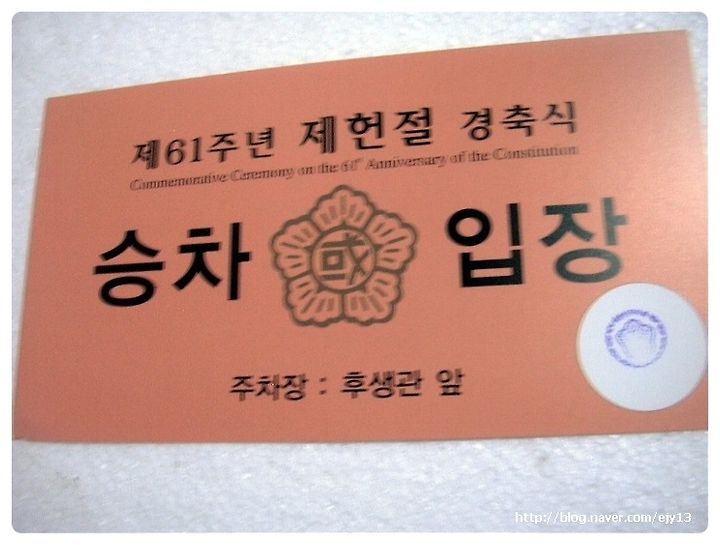 제61주년 제헌절 경축식
Commemorative Ceremony on the 61st Anniversary of the Constitution
승차 國 입장
주차장 : 후생관 앞
http://blog.naver.com/ejy13